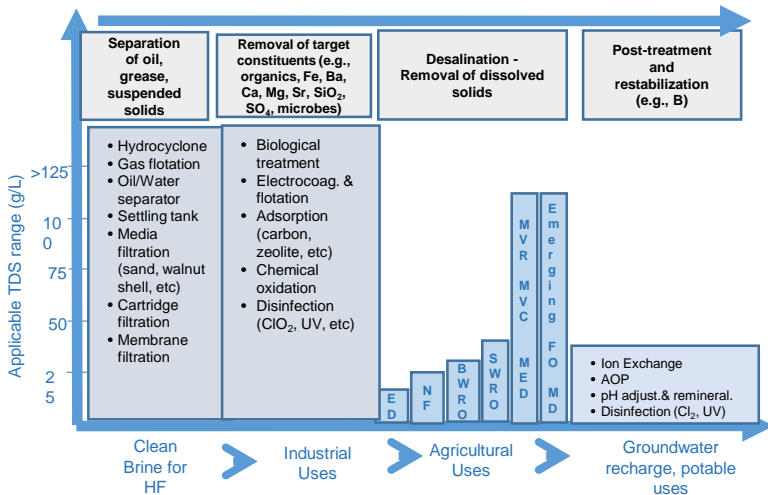 Separation
of oil,
grease,
suspended
solids
Removal of target
constituents (e.g.,
organics, Fe, Ba,
Ca, Mg, Sr, SiO2,
SO4, microbes)
Desalination -
Removal of dissolved
solids
Post-treatment
and
restabilization
(e.g., B)
Applicable TDS range (g/L)
>125
10
0
75
50
2
5
• Hydrocyclone
• Gas flotation
• Oil/Water
separator
• Settling tank
• Media
filtration
(sand, walnut
shell, etc)
• Cartridge
filtration
• Membrane
filtration
• Biological
treatment
• Electrocoag. &
flotation
• Adsorption
(carbon,
zeolite, etc)
• Chemical
oxidation
• Disinfection
(ClO2, UV, etc)
ED
NF
BWRO
SWRO
MVR MVC MED
Emerging FO MD
• Ion Exchange
• AOP
• pH adjust.& remineral.
• Disinfection (Cl2, UV)
Clean
Brine for
HF
Industrial
Uses
Agricultural
Uses
Groundwater
recharge, potable
uses